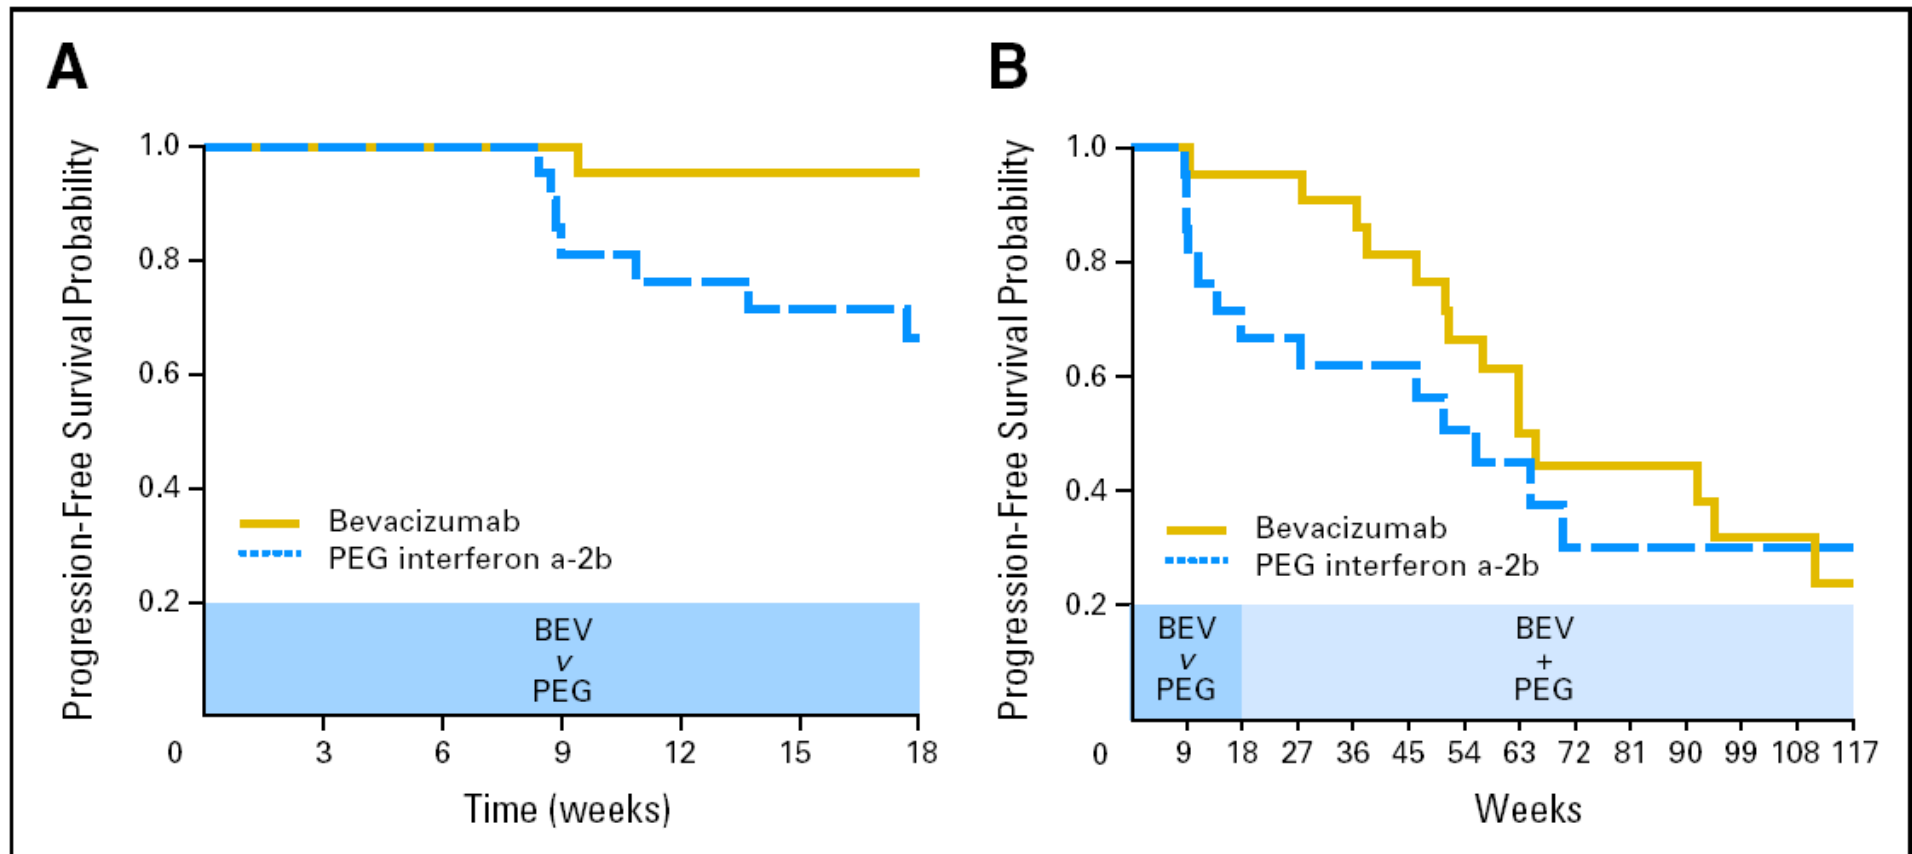 A
Progression-Free Survival Probability
1.0
0.8
0.6
0.4
0.2
0
Bevacizumab
PEG interferon a-2b
BEV
v
PEG
3 6 9 12 15 18
Time (weeks)
B
Progression-Free Survival Probability
1.0
0.8
0.6
0.4
0.2
0
Bevacizumab
PEG interferon a-2b
BEV
v
PEG
BEV
+
PEG
9 18 27 36 45 54 63 72 81 90 99 108 117
Weeks